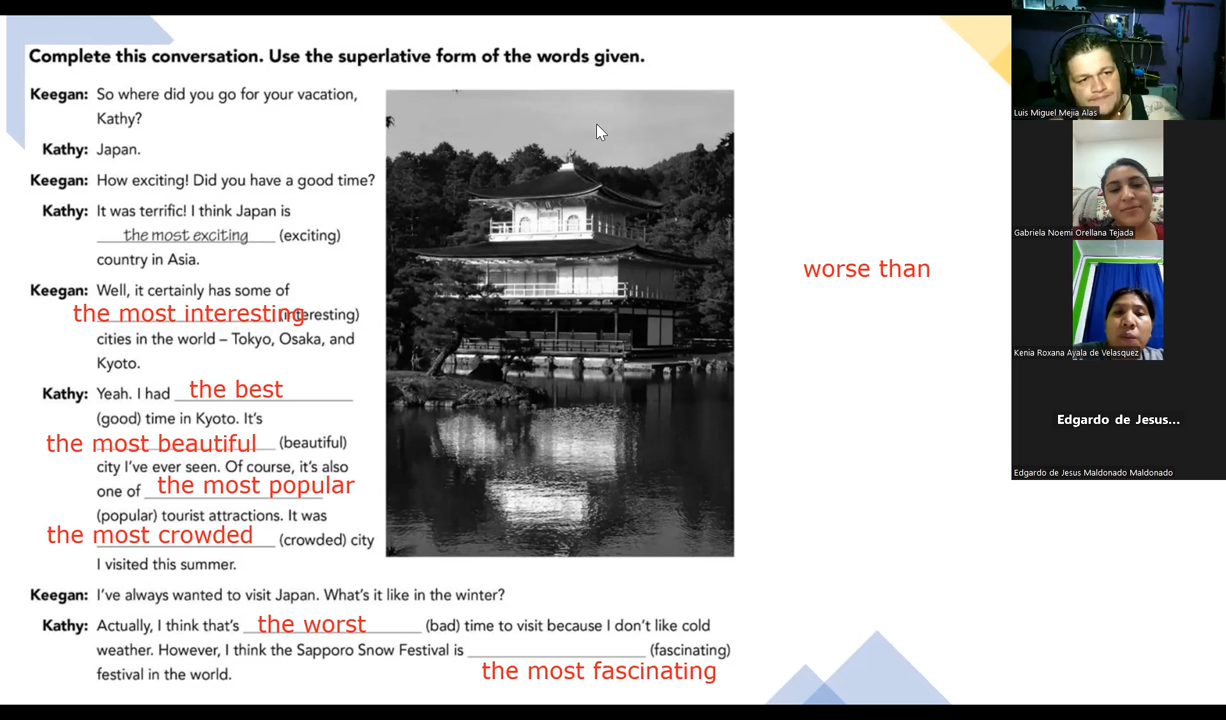 Complete this conversation. Use the superlative form of the words given.
Keegan: So where did you go for your vacation,
Kathy?
Kathy: Japan.
Keegan: How exciting! Did you have a good time?
Kathy: It was terrific! I think Japan is
the most exciting (exciting)
country in Asia.
Keegan: Well, it certainly has some of
the most interesting (interesting)
cities in the world – Tokyo, Osaka, and
Kyoto.
Kathy: Yeah. I had the best
(good) time in Kyoto. It's
the most beautiful (beautiful)
city I've ever seen. Of course, it's also
one of the most popular
(popular) tourist attractions. It was
the most crowded (crowded) city
I visited this summer.
Keegan: I've always wanted to visit Japan. What's it like in the winter?
Kathy: Actually, I think that's the worst (bad) time to visit because I don't like cold
weather. However, I think the Sapporo Snow Festival is (fascinating)
the most fascinating
festival in the world.
worse than
Luis Miguel Mejia Alas
Gabriela Noemi Orellana Tejada
Kenia Roxana Ayala de Velasquez
Edgardo de Jesus...
Edgardo de Jesus Maldonado Maldonado